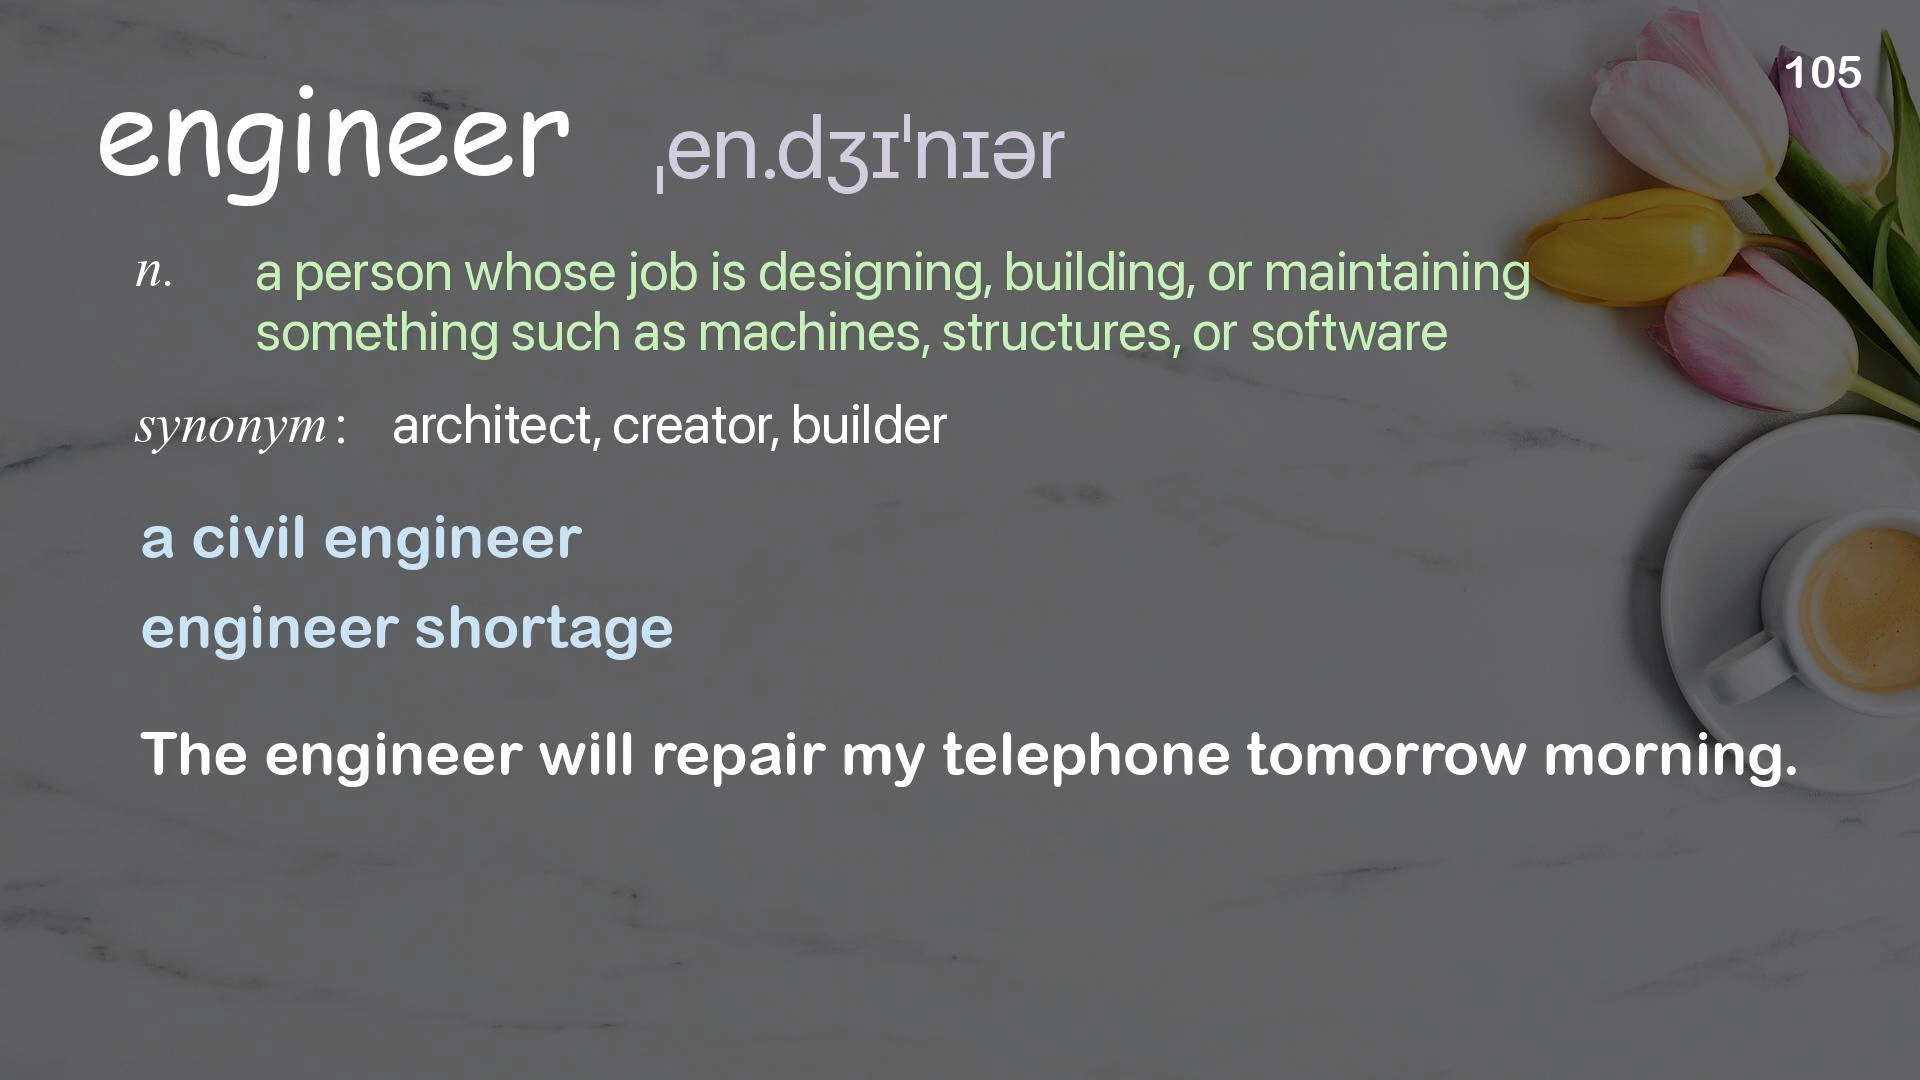 105
engineer ˌen.dʒɪˈnɪər
n. a person whose job is designing, building, or maintaining
something such as machines, structures, or software
synonym : architect, creator, builder
a civil engineer
engineer shortage
The engineer will repair my telephone tomorrow morning.